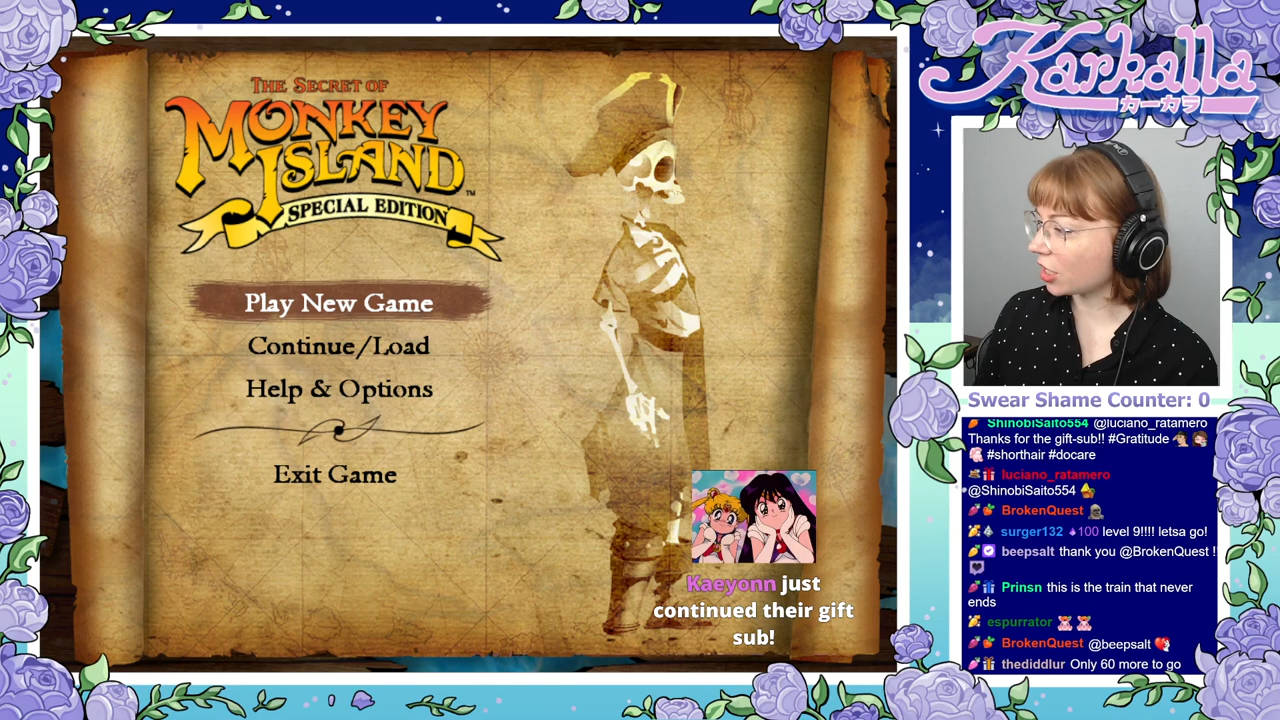 THE SECRET OF
MONKEY
ISLAND™
SPECIAL EDITION
Play New Game
Continue/Load
Help & Options
Exit Game
Kaeyonn just
continued their gift
sub!
Karkalla
カーカラ
Swear Shame Counter: 0
ShinobiSaito554 @luciano_ratamero
Thanks for the gift-sub!! #Gratitude
#shorthair #docare
luciano_ratamero
@ShinobiSaito554
BrokenQuest
surger132 100 level 9!!!! letsa go!
beepsalt thank you @BrokenQuest !
Prinsn this is the train that never
ends
espurrator
BrokenQuest @beepsalt
thediddlur Only 60 more to go